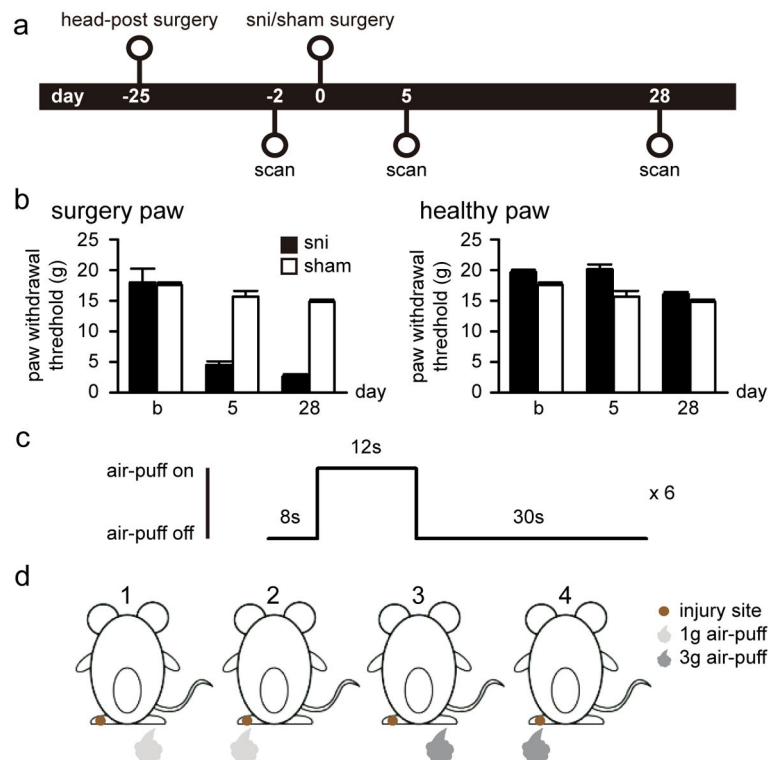 a
head-post surgery sni/sham surgery
day -25 -2 0 5 28
scan scan scan
b
surgery paw
paw withdrawal
thredhold (g)
25
20
15
10
5
0
sni
sham
b 5 28 day
healthy paw
paw withdrawal
thredhold (g)
25
20
15
10
5
0
b 5 28 day
c
12s
air-puff on
x 6
8s 30s
air-puff off
d
1 2 3 4
injury site
1g air-puff
3g air-puff